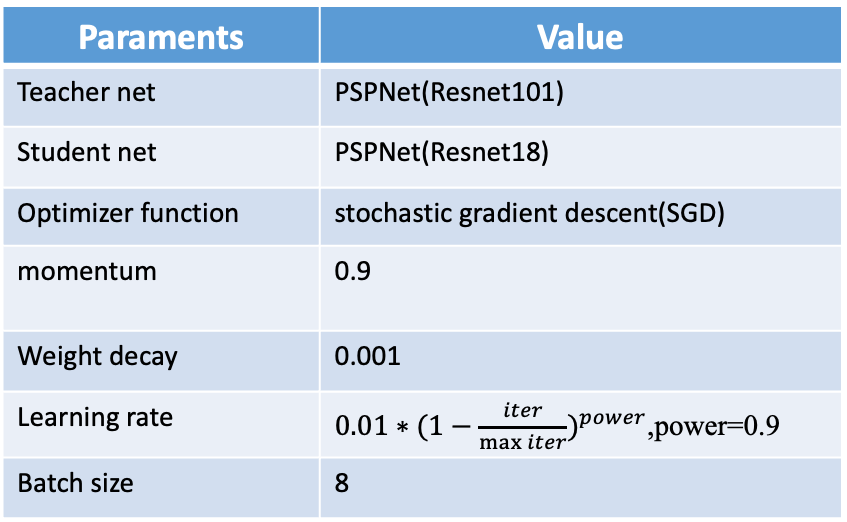 Paraments Value
Teacher net PSPNet(Resnet101)
Student net PSPNet(Resnet18)
Optimizer function stochastic gradient descent(SGD)
momentum 0.9
Weight decay 0.001
Learning rate 0.01 * (1 − iter/max iter)^power,power=0.9
Batch size 8